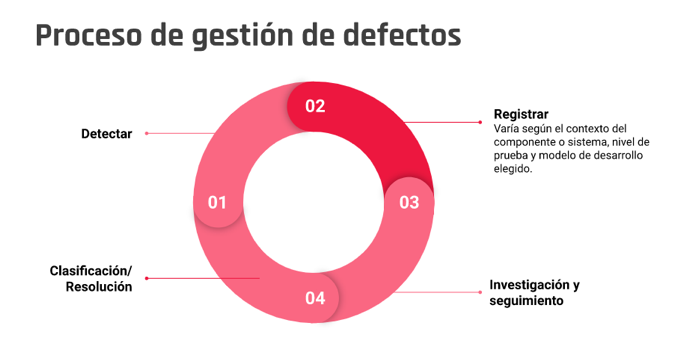 Proceso de gestión de defectos
01
Detectar
02
Registrar
Varía según el contexto del
componente o sistema, nivel de
prueba y modelo de desarrollo
elegido.
03
Investigación y
seguimiento
04
Clasificación/
Resolución